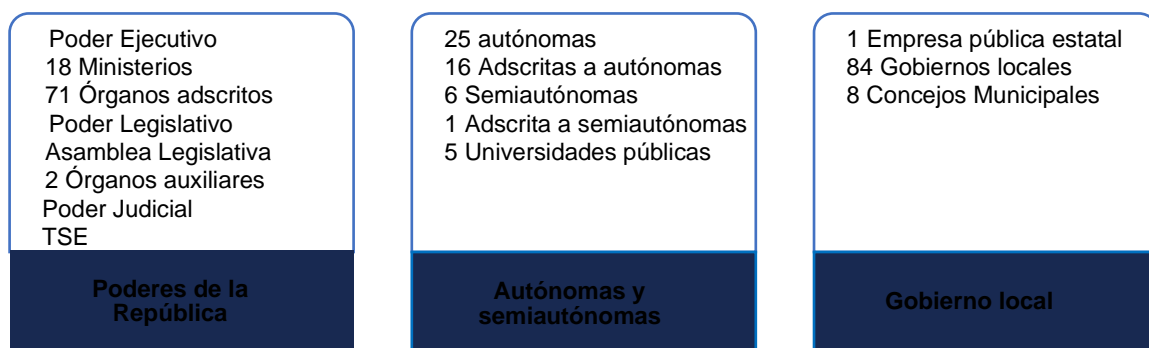 Poder Ejecutivo
18 Ministerios
71 Órganos adscritos
Poder Legislativo
Asamblea Legislativa
2 Órganos auxiliares
Poder Judicial
TSE
Poderes de la
República
25 autónomas
16 Adscritas a autónomas
6 Semiautónomas
1 Adscrita a semiautónomas
5 Universidades públicas
Autónomas y
semiautónomas
1 Empresa pública estatal
84 Gobiernos locales
8 Concejos Municipales
Gobierno local